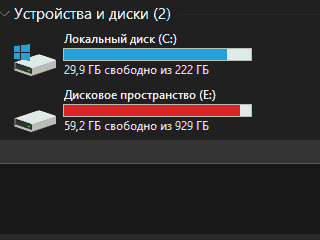 Устройства и диски (2)
Локальный диск (C:)
29,9 ГБ свободно из 222 ГБ
Дисковое пространство (E:)
59,2 ГБ свободно из 929 ГБ